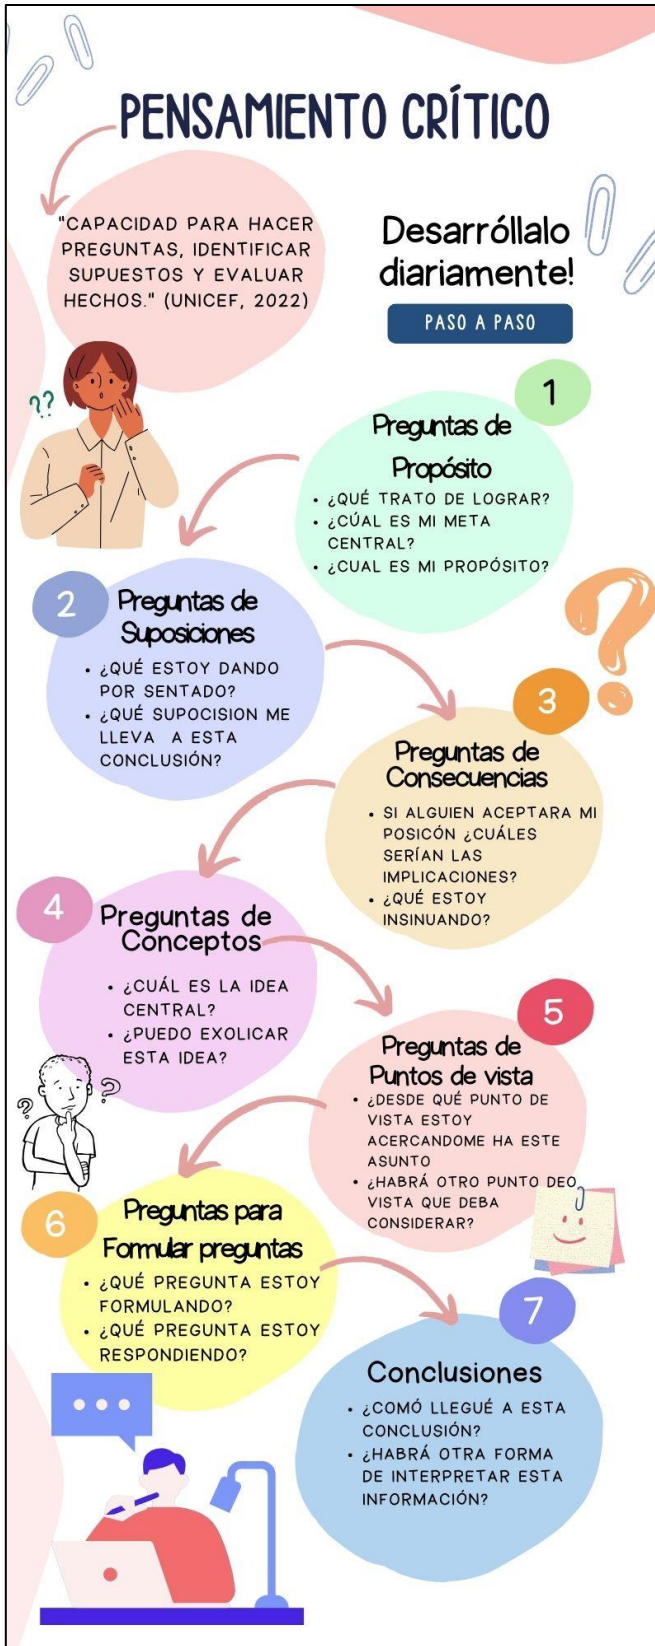 PENSAMIENTO CRÍTICO
"CAPACIDAD PARA HACER
PREGUNTAS, IDENTIFICAR
SUPUESTOS Y EVALUAR
HECHOS." (UNICEF, 2022)
Desarróllalo
diariamente!
PASO A PASO
??
1
Preguntas de
Propósito
• ¿QUÉ TRATO DE LOGRAR?
• ¿CÚAL ES MI META
CENTRAL?
• ¿CUAL ES MI PROPÓSITO?
2
Preguntas de
Suposiciones
• ¿QUÉ ESTOY DANDO
POR SENTADO?
• ¿QUÉ SUPOCISION ME
LLEVA A ESTA
CONCLUSIÓN?
?
3
Preguntas de
Consecuencias
• SI ALGUIEN ACEPTARA MI
POSICÓN ¿CUÁLES
SERÍAN LAS
IMPLICACIONES?
• ¿QUÉ ESTOY
INSINUANDO?
4
Preguntas de
Conceptos
• ¿CUÁL ES LA IDEA
CENTRAL?
• ¿PUEDO EXOLICAR
ESTA IDEA?
? ?
5
Preguntas de
Puntos de vista
• ¿DESDE QUÉ PUNTO DE
VISTA ESTOY
ACERCANDOME HA ESTE
ASUNTO
• ¿HABRÁ OTRO PUNTO DEO
VISTA QUE DEBA
CONSIDERAR?
6
Preguntas para
Formular preguntas
• ¿QUÉ PREGUNTA ESTOY
FORMULANDO?
• ¿QUÉ PREGUNTA ESTOY
RESPONDIENDO?
7
Conclusiones
• ¿COMÓ LLEGUÉ A ESTA
CONCLUSIÓN?
• ¿HABRÁ OTRA FORMA
DE INTERPRETAR ESTA
INFORMACIÓN?